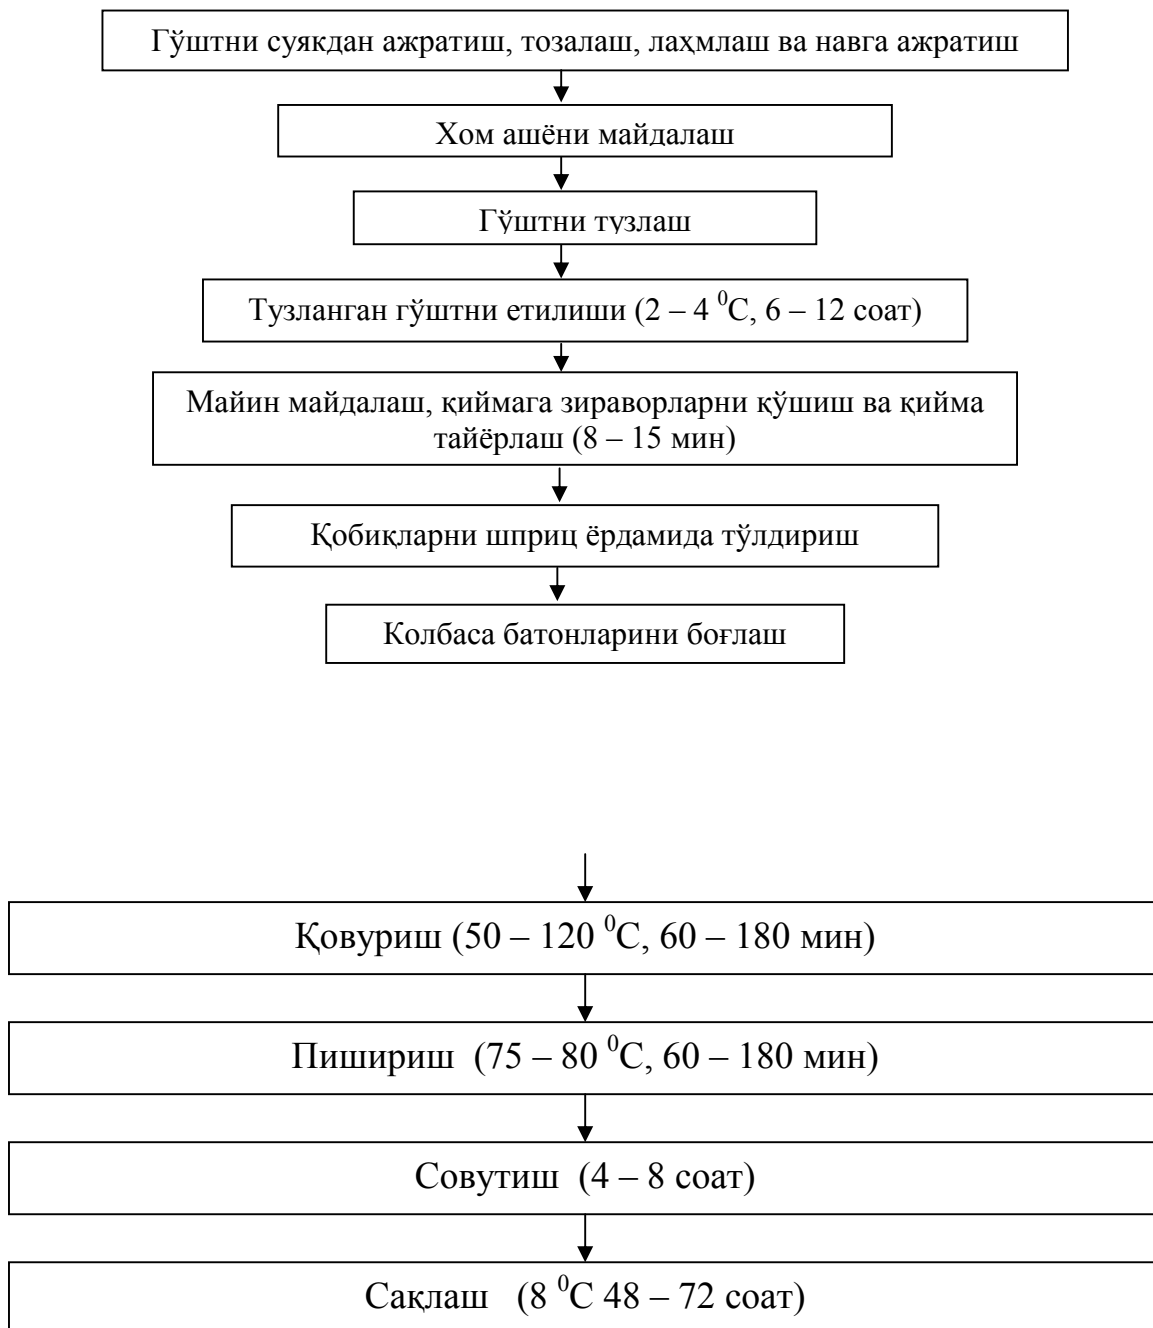 Гўштни суякдан ажратиш, тозалаш, лаҳмлаш ва навга ажратиш
Хом ашёни майдалаш
Гўштни тузлаш
Тузланган гўштни етилиши (2 – 4 ⁰С, 6 – 12 соат)
Майин майдалаш, қиймага зираворларни қўшиш ва қийма
тайёрлаш (8 – 15 мин)
Қобиқларни шприц ёрдамида тўлдириш
Колбаса батонларини боғлаш
Қовуриш (50 – 120 ⁰С, 60 – 180 мин)
Пишириш (75 – 80 ⁰С, 60 – 180 мин)
Совутиш (4 – 8 соат)
Сақлаш (8 ⁰С 48 – 72 соат)